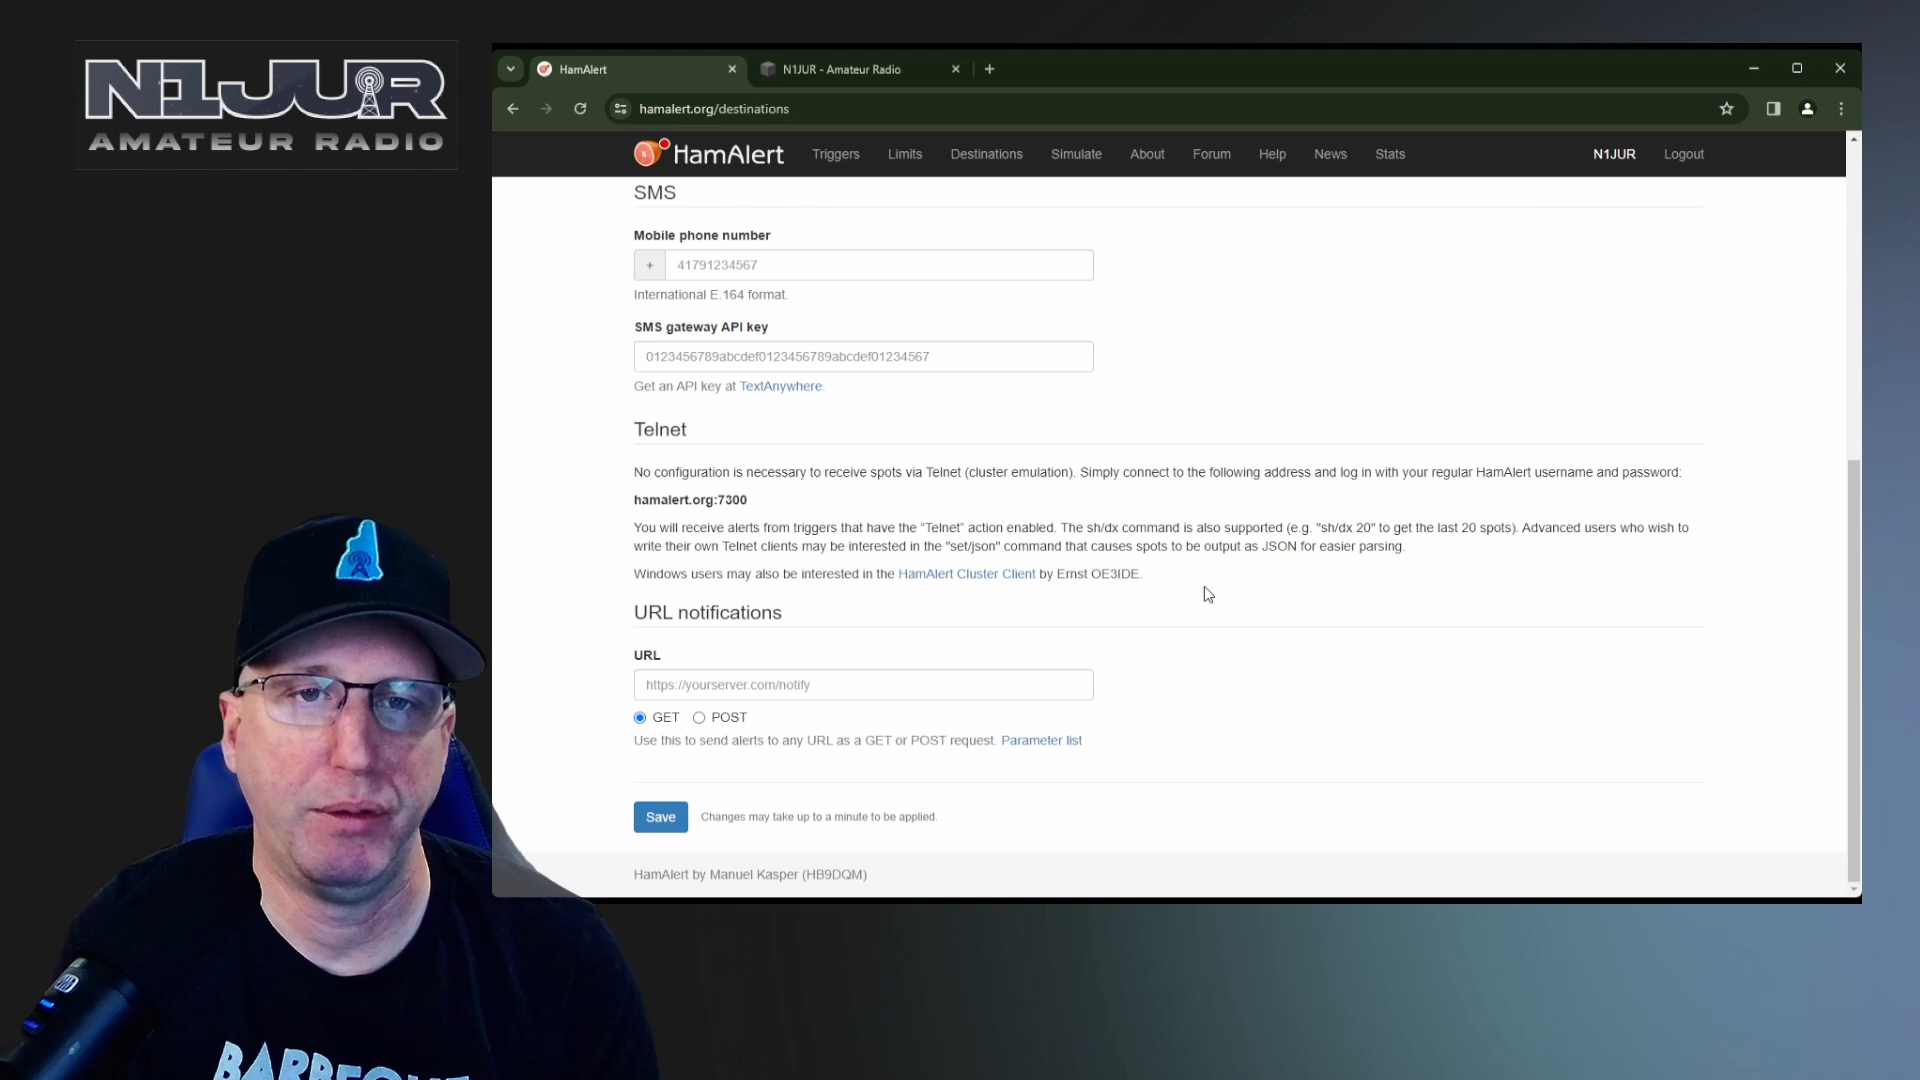 N1JUR
AMATEUR RADIO
HamAlert
N1JUR - Amateur Radio
hamalert.org/destinations
HamAlert
Triggers
Limits
Destinations
Simulate
About
Forum
Help
News
Stats
N1JUR
Logout
SMS
Mobile phone number
+
41791234567
International E.164 format.
SMS gateway API key
0123456789abcdef0123456789abcdef01234567
Get an API key at TextAnywhere.
Telnet
No configuration is necessary to receive spots via Telnet (cluster emulation). Simply connect to the following address and log in with your regular HamAlert username and password:
hamalert.org:7300
You will receive alerts from triggers that have the “Telnet” action enabled. The sh/dx command is also supported (e.g. "sh/dx 20" to get the last 20 spots). Advanced users who wish to
write their own Telnet clients may be interested in the "set/json" command that causes spots to be output as JSON for easier parsing.
Windows users may also be interested in the HamAlert Cluster Client by Ernst OE3IDE.
URL notifications
URL
https://yourserver.com/notify
GET
POST
Use this to send alerts to any URL as a GET or POST request. Parameter list
Save
Changes may take up to a minute to be applied.
HamAlert by Manuel Kasper (HB9DQM)